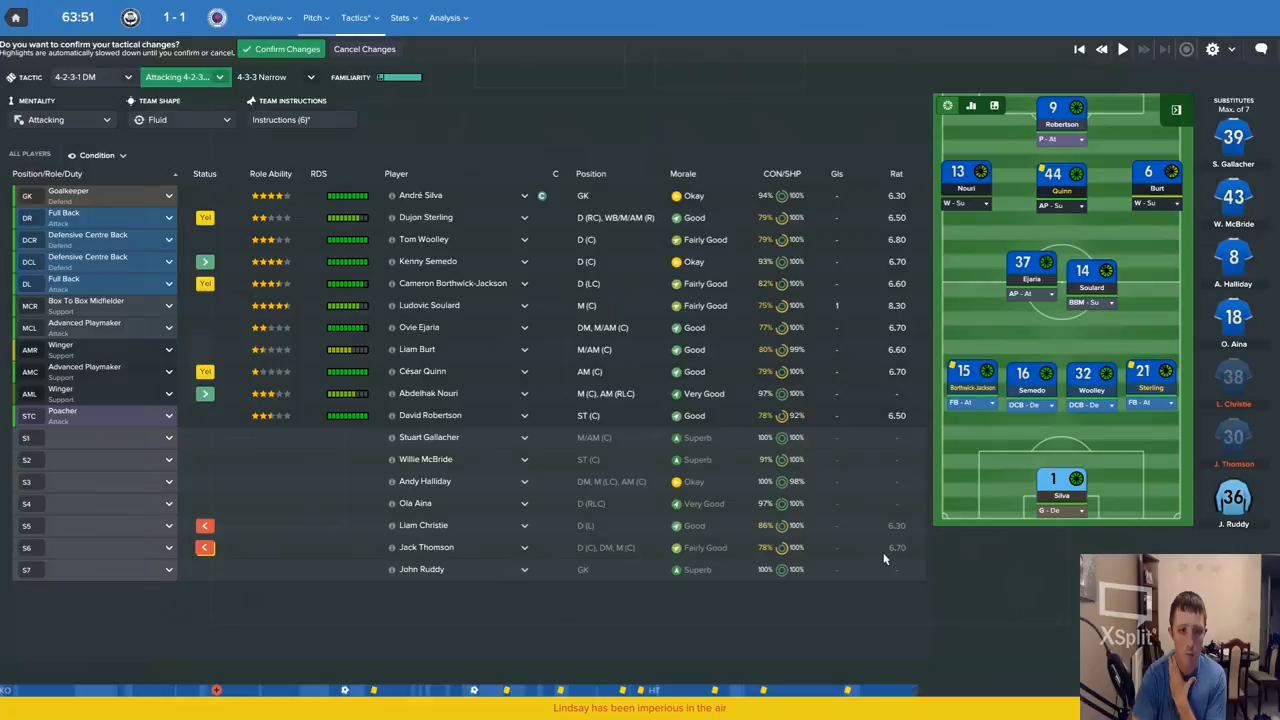 63:51 1 - 1 Overview Pitch Tactics* Stats Analysis
Do you want to confirm your tactical changes?
Highlights are automatically slowed down until you confirm or cancel.
Confirm Changes Cancel Changes
TACTIC 4-2-3-1 DM Attacking 4-2-3... 4-3-3 Narrow FAMILIARITY
MENTALITY TEAM SHAPE TEAM INSTRUCTIONS
Attacking Fluid Instructions (6)*
ALL PLAYERS Condition
Position/Role/Duty Status Role Ability RDS Player C Position Morale CON/SHP Gls Rat
GK Goalkeeper Defend André Silva C GK Okay 94% 100% - 6.30
DR Full Back Attack Yel Dujon Sterling D (RC), WB/M/AM (R) Good 79% 100% - 6.50
DCR Defensive Centre Back Defend Tom Woolley D (C) Fairly Good 79% 100% - 6.80
DCL Defensive Centre Back Defend Kenny Semedo D (C) Okay 93% 100% - 6.70
DL Full Back Attack Yel Cameron Borthwick-Jackson D (LC) Fairly Good 82% 100% - 6.60
MCR Box To Box Midfielder Support Ludovic Soulard M (C) Fairly Good 75% 100% 1 8.30
MCL Advanced Playmaker Attack Ovie Ejaria DM, M/AM (C) Good 77% 100% - 6.70
AMR Winger Support Liam Burt M/AM (C) Good 80% 99% - 6.60
AMC Advanced Playmaker Support Yel César Quinn AM (C) Good 79% 100% - 6.70
AML Winger Support Abdelhak Nouri M (C), AM (RLC) Very Good 97% 100% - -
STC Poacher Attack David Robertson ST (C) Good 78% 92% - 6.50
S1 Stuart Gallacher M/AM (C) Superb 100% 100% - -
S2 Willie McBride ST (C) Superb 91% 100% - -
S3 Andy Halliday DM, M (LC), AM (C) Okay 100% 98% - -
S4 Ola Aina D (RLC) Very Good 97% 100% - -
S5 Liam Christie D (L) Good 86% 100% - 6.30
S6 Jack Thomson D (C), DM, M (C) Fairly Good 78% 100% - 6.70
S7 John Ruddy GK Superb 100% 100% - -
9
Robertson
P - At
13 44 6
Nouri Quinn Burt
W - Su AP - Su W - Su
37 14
Ejaria Soulard
AP - At BBM - Su
15 16 32 21
Borthwick-Jackson Semedo Woolley Sterling
FB - At DCB - De DCB - De FB - At
1
Silva
G - De
SUBSTITUTES
Max. of 7
39
S. Gallacher
43
W. McBride
8
A. Halliday
18
O. Aina
38
L. Christie
30
J. Thomson
36
J. Ruddy
XSplit
KO HT
Lindsay has been imperious in the air